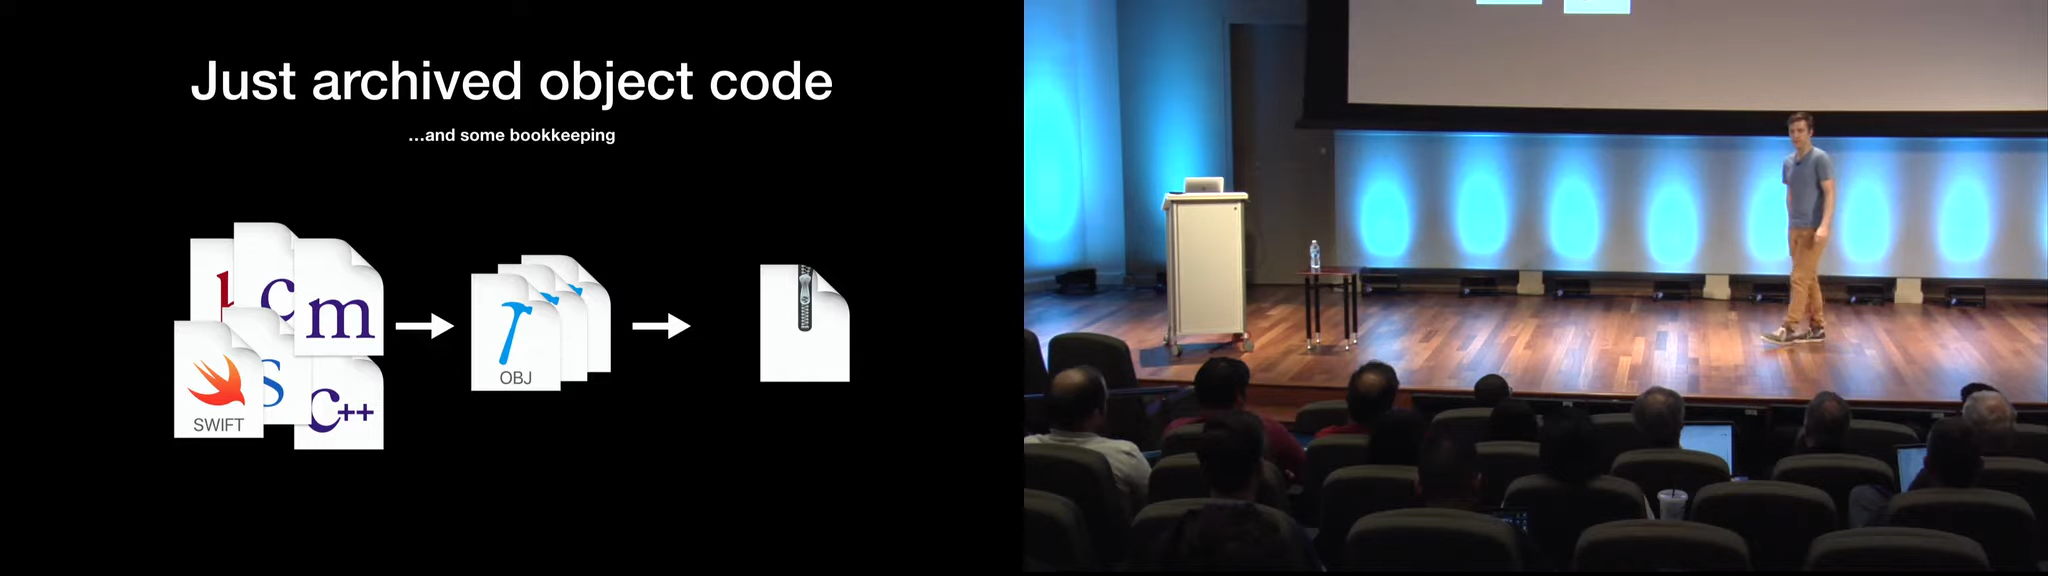 Just archived object code
...and some bookkeeping
c
m
S
C++
SWIFT
OBJ